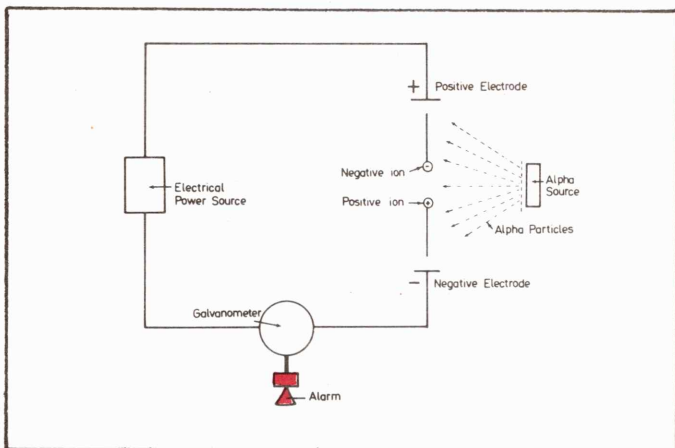 + Positive Electrode
Negative ion -
Alpha
Source
Electrical
Power Source
Positive ion +
Alpha Particles
- Negative Electrode
Galvanometer
Alarm